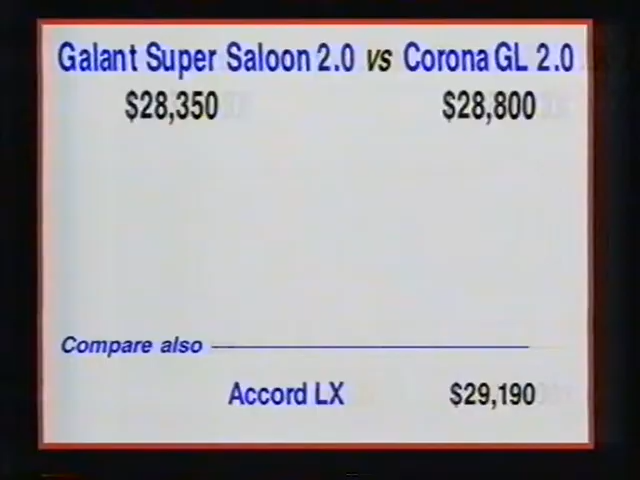 Galant Super Saloon 2.0 vs Corona GL 2.0
$28,350 $28,800
Compare also
Accord LX $29,190